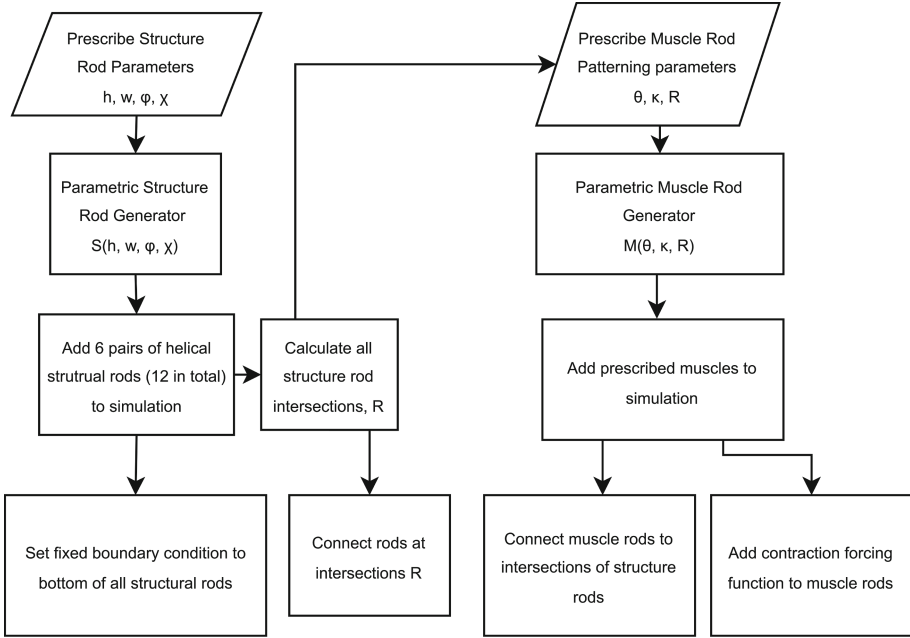 Prescribe Structure
Rod Parameters
h, w, φ, χ
Parametric Structure
Rod Generator
S(h, w, φ, χ)
Add 6 pairs of helical
strutrual rods (12 in total)
to simulation
Calculate all
structure rod
intersections, R
Set fixed boundary condition to
bottom of all structural rods
Connect rods at
intersections R
Prescribe Muscle Rod
Patterning parameters
θ, κ, R
Parametric Muscle Rod
Generator
M(θ, κ, R)
Add prescribed muscles to
simulation
Connect muscle rods to
intersections of structure
rods
Add contraction forcing
function to muscle rods